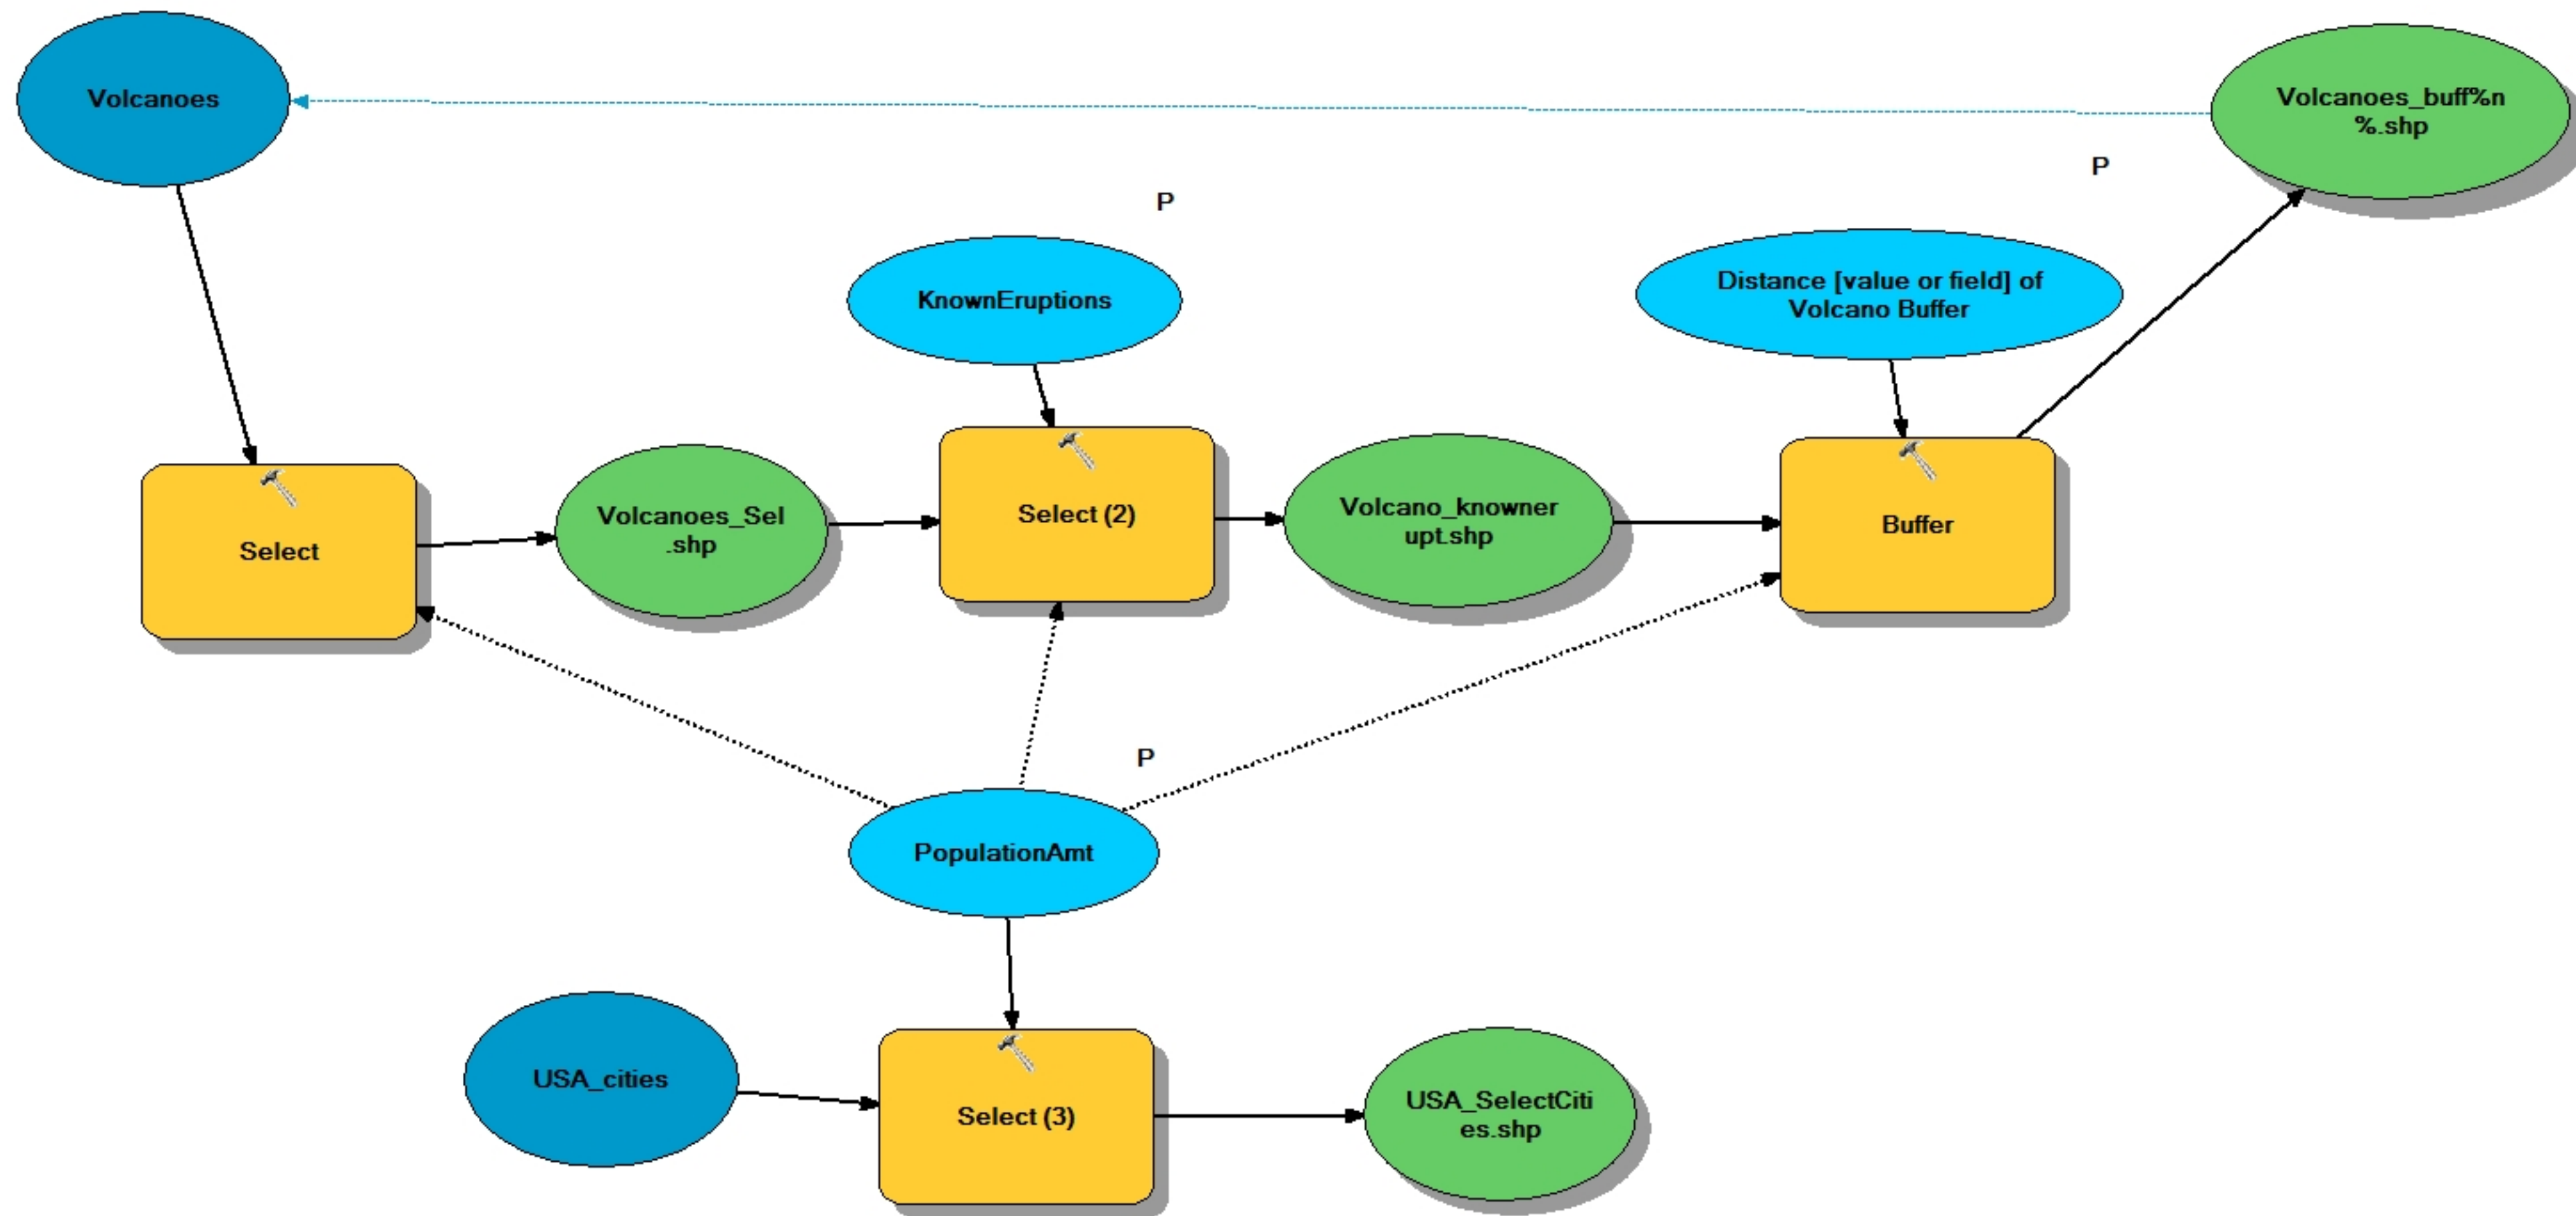 Volcanoes
Volcanoes_buff%n
%.shp
P
P
KnownEruptions
Distance [value or field] of
Volcano Buffer
Select
Volcanoes_Sel
.shp
Select (2)
Volcano_knowner
upt.shp
Buffer
P
PopulationAmt
USA_cities
Select (3)
USA_SelectCiti
es.shp